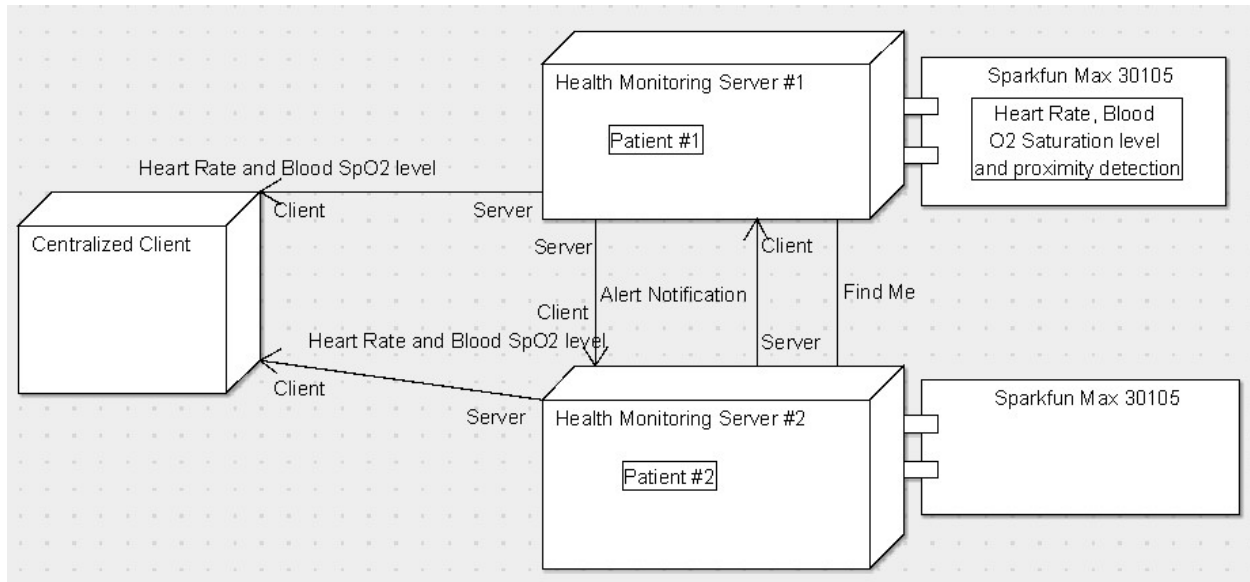 Health Monitoring Server #1
Patient #1
Sparkfun Max 30105
Heart Rate, Blood
O2 Saturation level
and proximity detection
Heart Rate and Blood SpO2 level
Client
Server
Centralized Client
Server
Client
Alert Notification
Find Me
Client
Server
Heart Rate and Blood SpO2 level
Client
Server
Health Monitoring Server #2
Patient #2
Sparkfun Max 30105